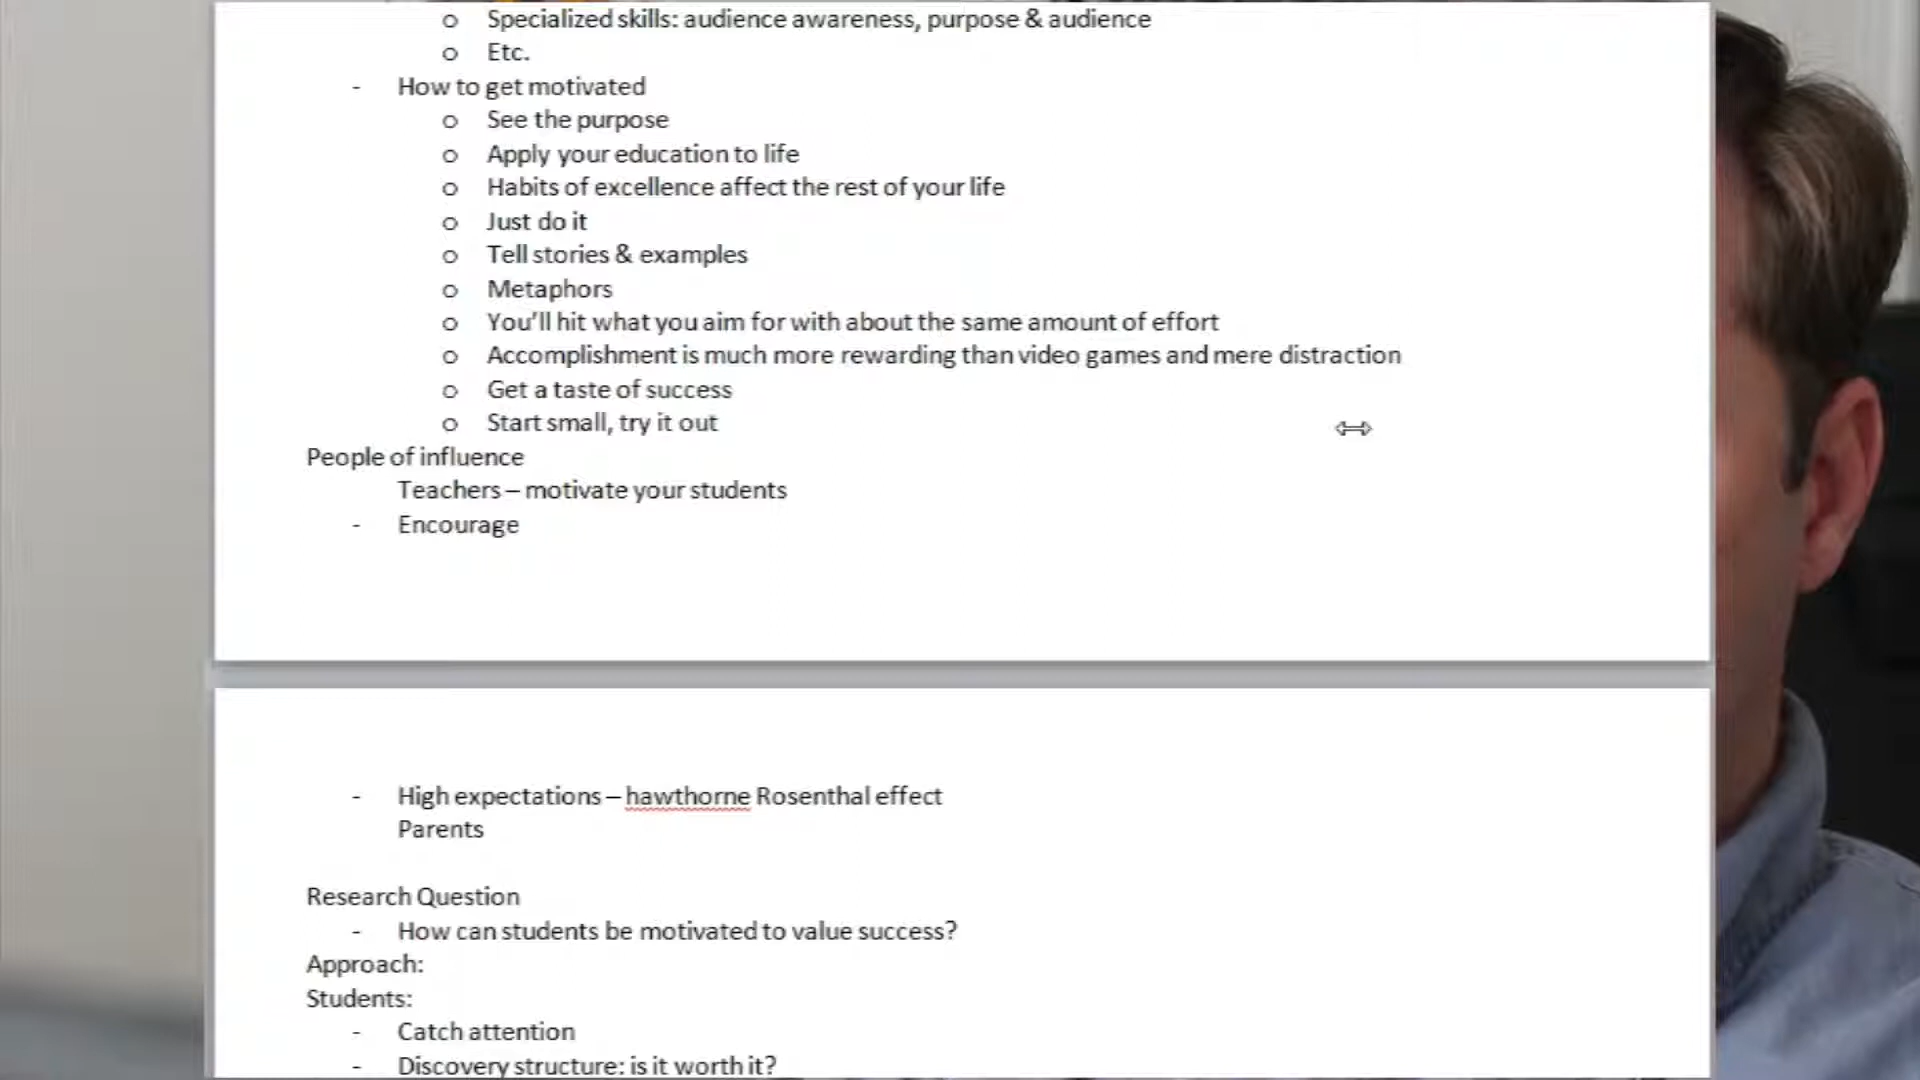 o Specialized skills: audience awareness, purpose & audience
o Etc.
- How to get motivated
o See the purpose
o Apply your education to life
o Habits of excellence affect the rest of your life
o Just do it
o Tell stories & examples
o Metaphors
o You’ll hit what you aim for with about the same amount of effort
o Accomplishment is much more rewarding than video games and mere distraction
o Get a taste of success
o Start small, try it out
People of influence
Teachers – motivate your students
- Encourage
- High expectations – hawthorne Rosenthal effect
Parents
Research Question
- How can students be motivated to value success?
Approach:
Students:
- Catch attention
- Discovery structure: is it worth it?